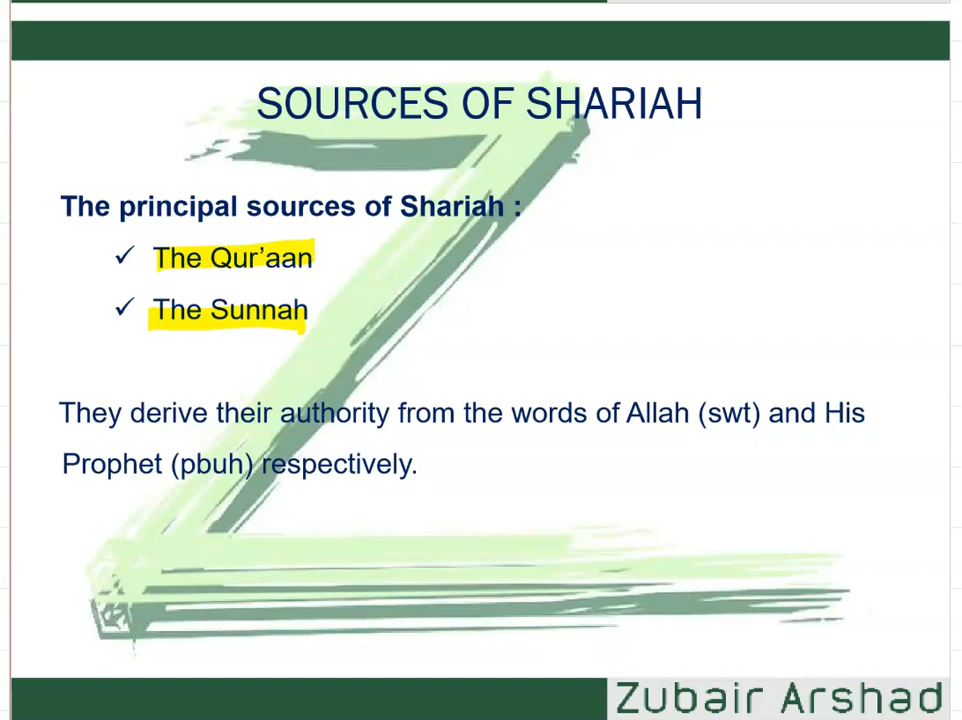 SOURCES OF SHARIAH
The principal sources of Shariah :
✓ The Qur’aan
✓ The Sunnah
They derive their authority from the words of Allah (swt) and His
Prophet (pbuh) respectively.
Zubair Arshad